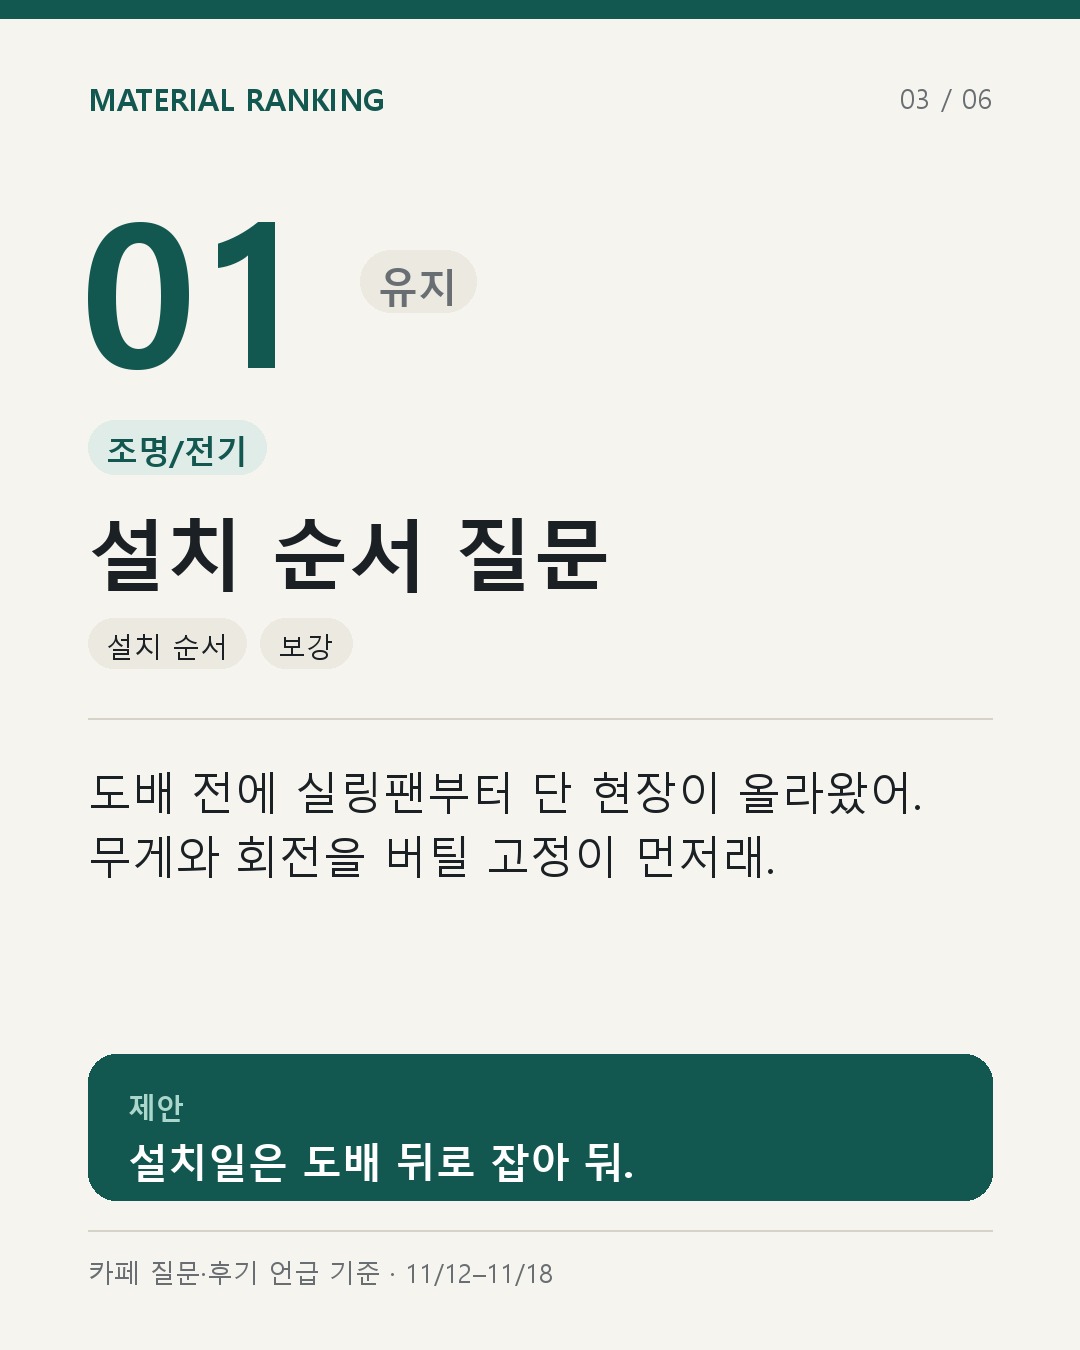 MATERIAL RANKING
03 / 06
01
유지
조명/전기
설치 순서 질문
설치 순서
보강
도배 전에 실링팬부터 단 현장이 올라왔어.
무게와 회전을 버틸 고정이 먼저래.
제안
설치일은 도배 뒤로 잡아 둬.
카페 질문·후기 언급 기준 · 11/12–11/18